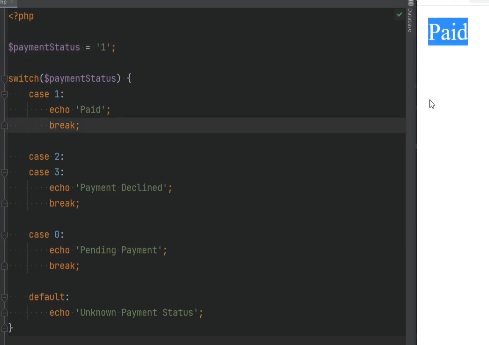 <?php
$paymentStatus = '1';
switch($paymentStatus) {
case 1:
echo 'Paid';
break;
case 2:
case 3:
echo 'Payment Declined';
break;
case 0:
echo 'Pending Payment';
break;
default:
echo 'Unknown Payment Status';
}
Database
Paid